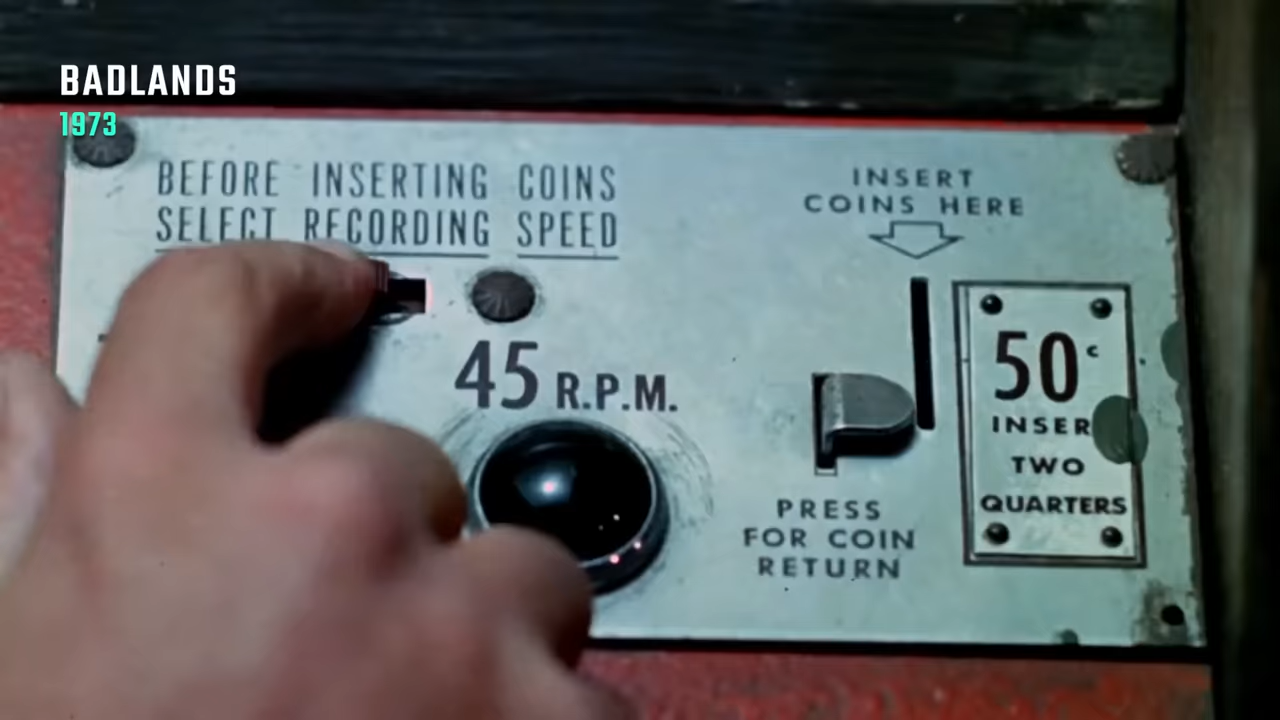 BADLANDS
1973
BEFORE INSERTING COINS
SELECT RECORDING SPEED
45 R.P.M.
INSERT
COINS HERE
PRESS
FOR COIN
RETURN
50c
INSER
TWO
QUARTERS